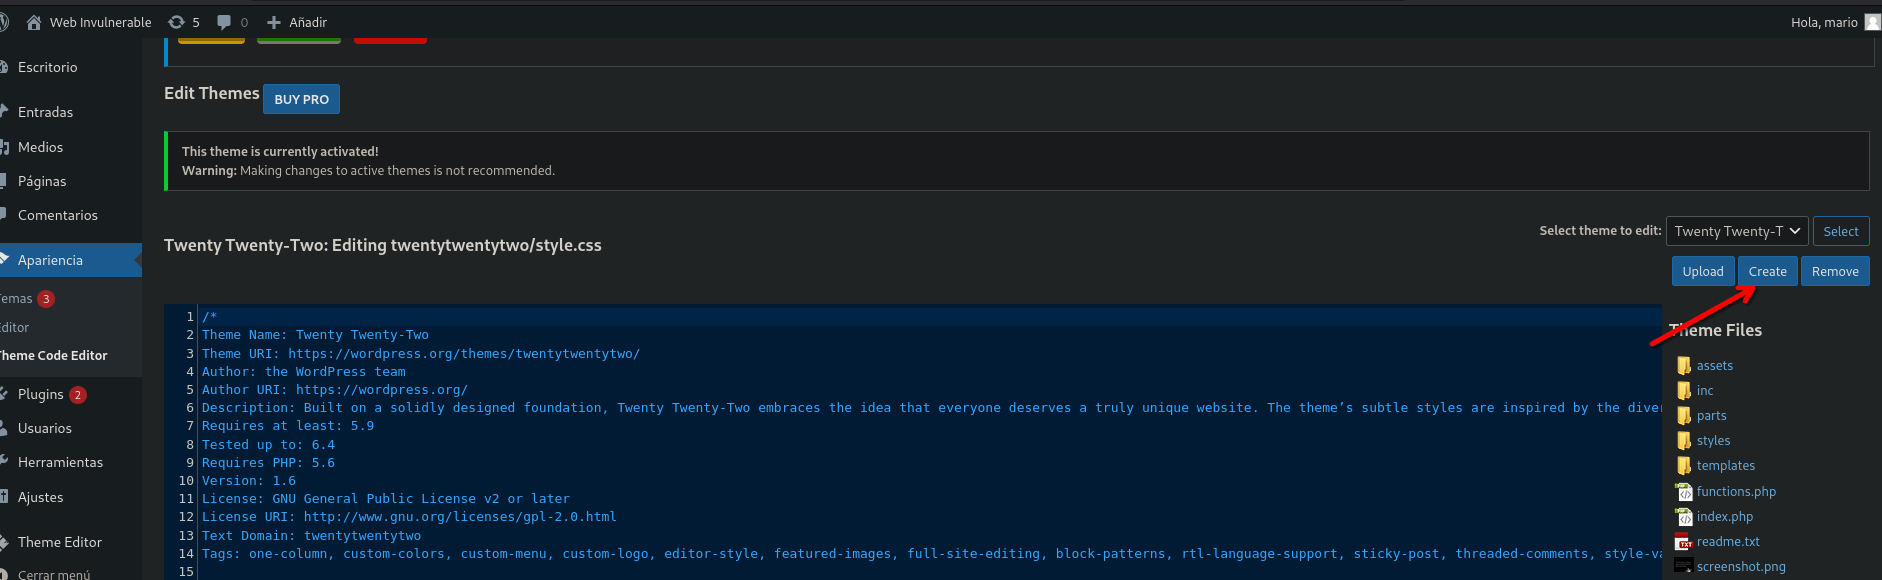 Web Invulnerable 5 0 Añadir Hola, mario
Escritorio
Entradas
Medios
Páginas
Comentarios
Apariencia
Temas 3
Editor
Theme Code Editor
Plugins 2
Usuarios
Herramientas
Ajustes
Theme Editor
Cerrar menú
Edit Themes BUY PRO
This theme is currently activated!
Warning: Making changes to active themes is not recommended.
Twenty Twenty-Two: Editing twentytwentytwo/style.css
Select theme to edit: Twenty Twenty-T Select
Upload Create Remove
1 /*
2 Theme Name: Twenty Twenty-Two
3 Theme URI: https://wordpress.org/themes/twentytwentytwo/
4 Author: the WordPress team
5 Author URI: https://wordpress.org/
6 Description: Built on a solidly designed foundation, Twenty Twenty-Two embraces the idea that everyone deserves a truly unique website. The theme’s subtle styles are inspired by the diver
7 Requires at least: 5.9
8 Tested up to: 6.4
9 Requires PHP: 5.6
10 Version: 1.6
11 License: GNU General Public License v2 or later
12 License URI: http://www.gnu.org/licenses/gpl-2.0.html
13 Text Domain: twentytwentytwo
14 Tags: one-column, custom-colors, custom-menu, custom-logo, editor-style, featured-images, full-site-editing, block-patterns, rtl-language-support, sticky-post, threaded-comments, style-va
15
Theme Files
assets
inc
parts
styles
templates
functions.php
index.php
TXT readme.txt
screenshot.png